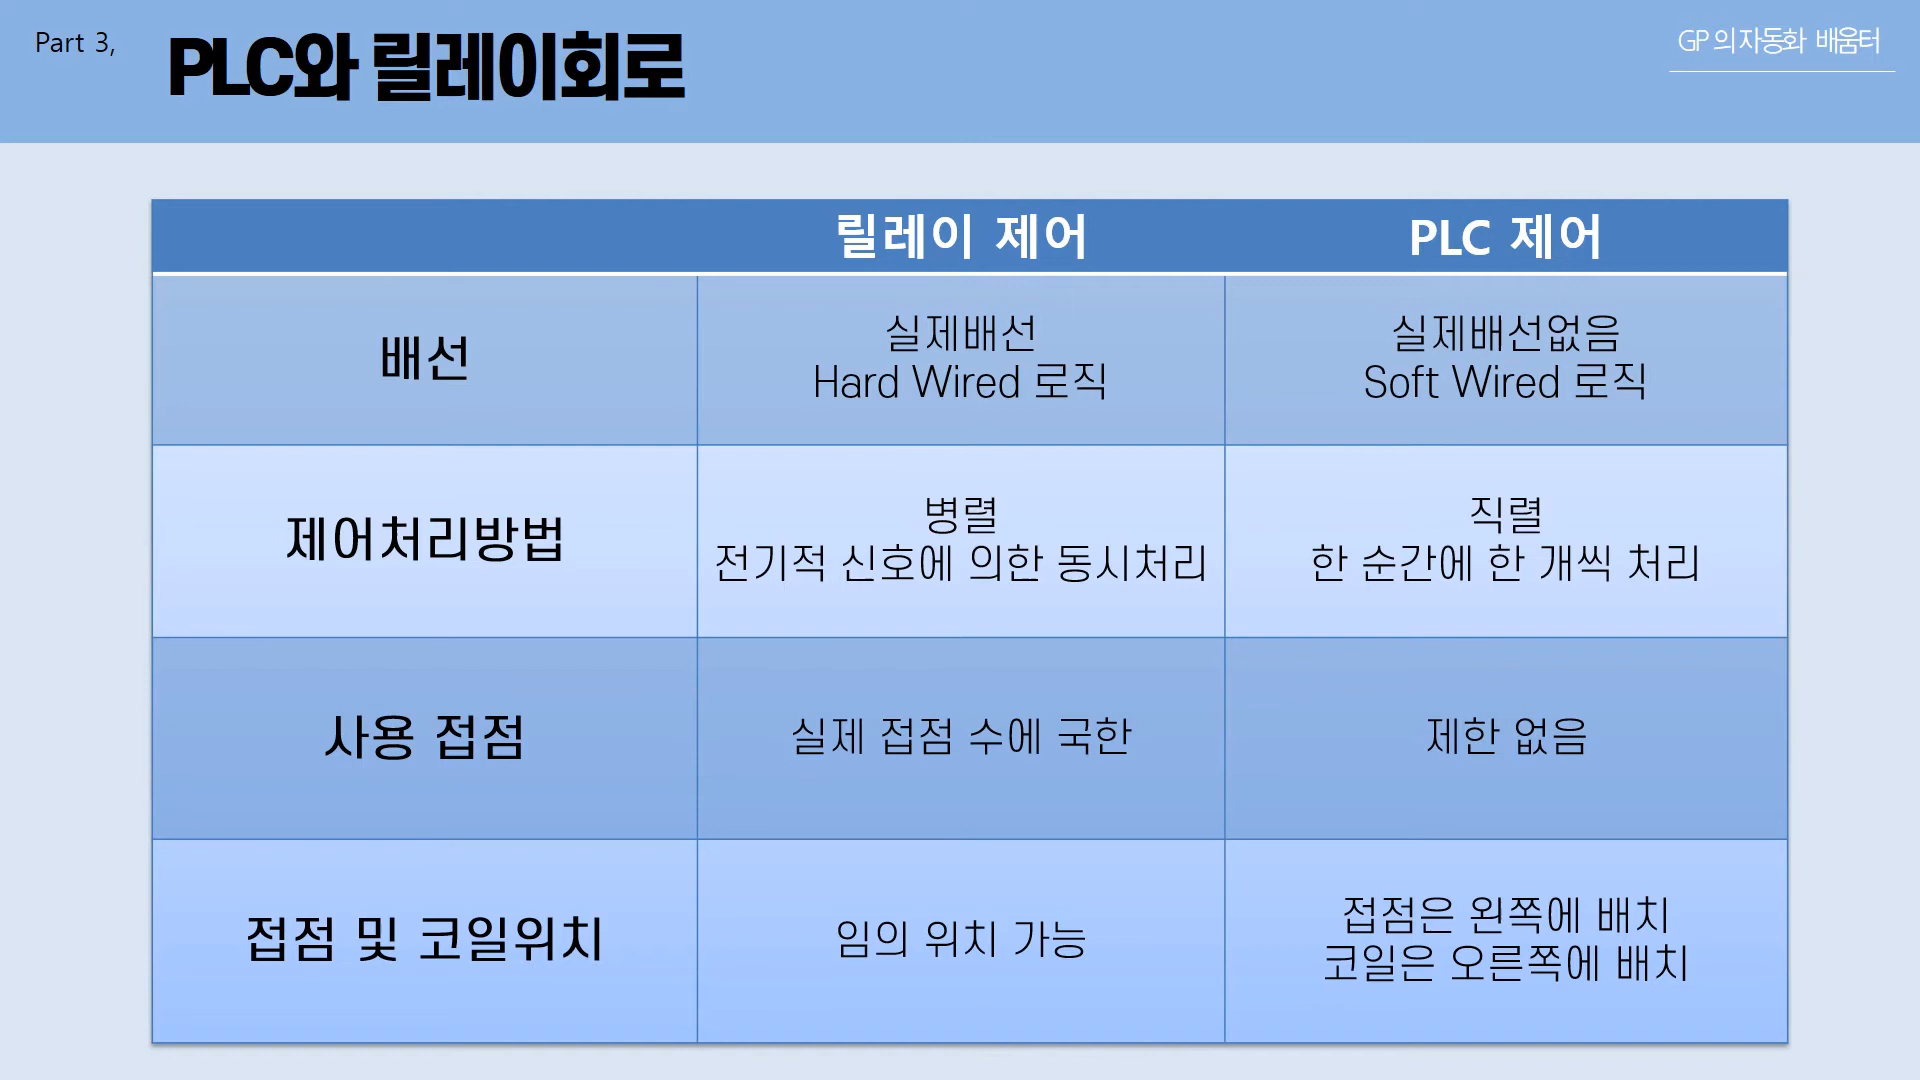 Part 3,
PLC와 릴레이회로
GP의 자동화 배움터
릴레이 제어
PLC 제어
배선
실제배선
Hard Wired 로직
실제배선없음
Soft Wired 로직
제어처리방법
병렬
전기적 신호에 의한 동시처리
직렬
한 순간에 한 개씩 처리
사용 접점
실제 접점 수에 국한
제한 없음
접점 및 코일위치
임의 위치 가능
접점은 왼쪽에 배치
코일은 오른쪽에 배치